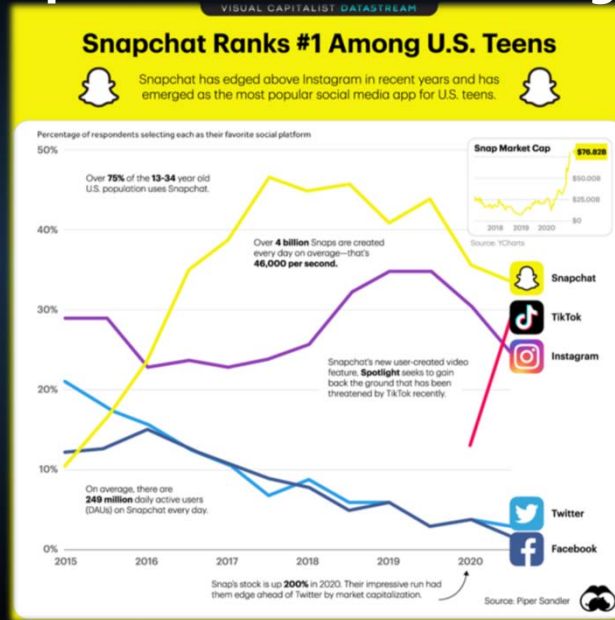 VISUAL CAPITALIST DATASTREAM
Snapchat Ranks #1 Among U.S. Teens
Snapchat has edged above Instagram in recent years and has
emerged as the most popular social media app for U.S. teens.
Percentage of respondents selecting each as their favorite social platform
50%
40%
30%
20%
10%
0%
2015
2016
2017
2018
2019
2020
Over 75% of the 13-34 year old
U.S. population uses Snapchat.
Over 4 billion Snaps are created
every day on average—that's
46,000 per second.
Snapchat's new user-created video
feature, Spotlight seeks to gain
back the ground that has been
threatened by TikTok recently.
On average, there are
249 million daily active users
(DAUs) on Snapchat every day.
Snap's stock is up 200% in 2020. Their impressive run had
them edge ahead of Twitter by market capitalization.
Snap Market Cap
$76.82B
$50.00B
$25.00B
$0
2018
2019
2020
Source: YCharts
Snapchat
TikTok
Instagram
Twitter
Facebook
Source: Piper Sandler